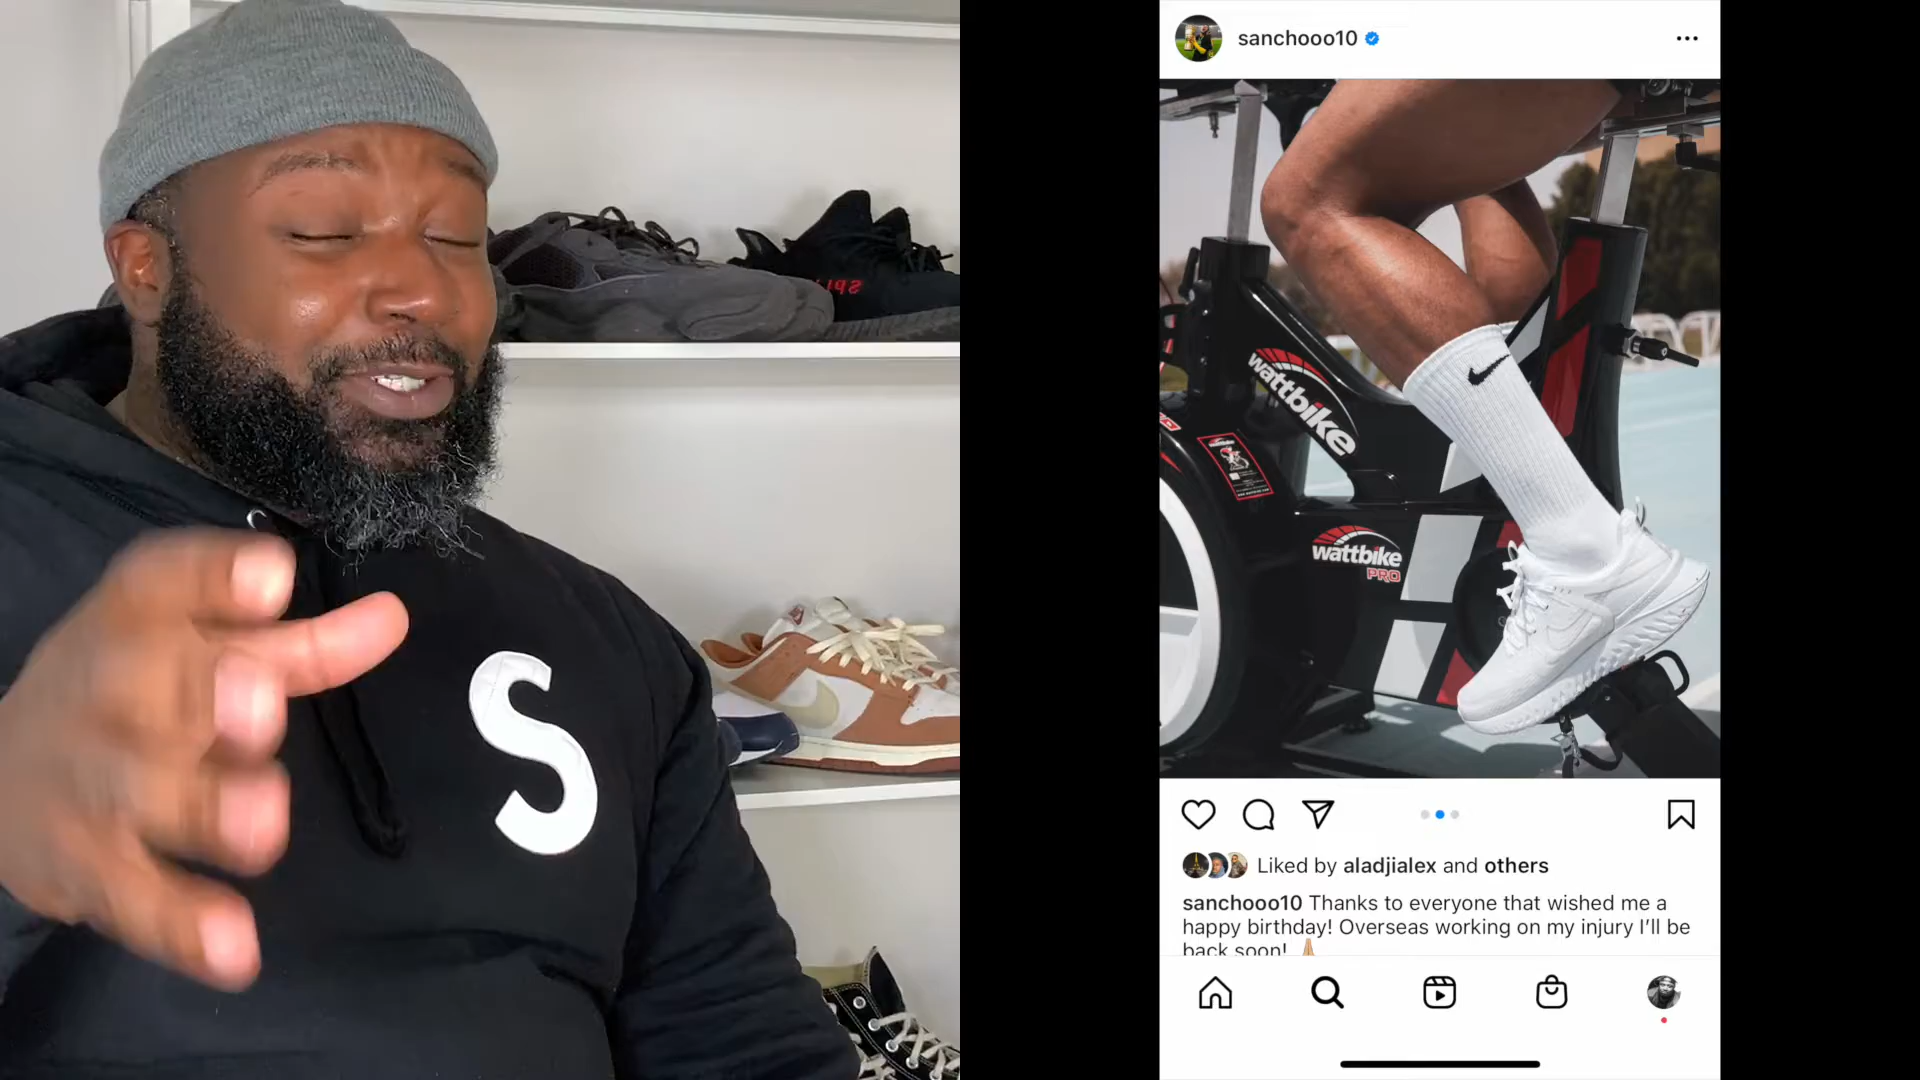 sanchooo10
SPLY
S
wattbike
wattbike
PRO
Liked by aladjialex and others
sanchooo10 Thanks to everyone that wished me a
happy birthday! Overseas working on my injury I'll be
back soon! 🙏🏼